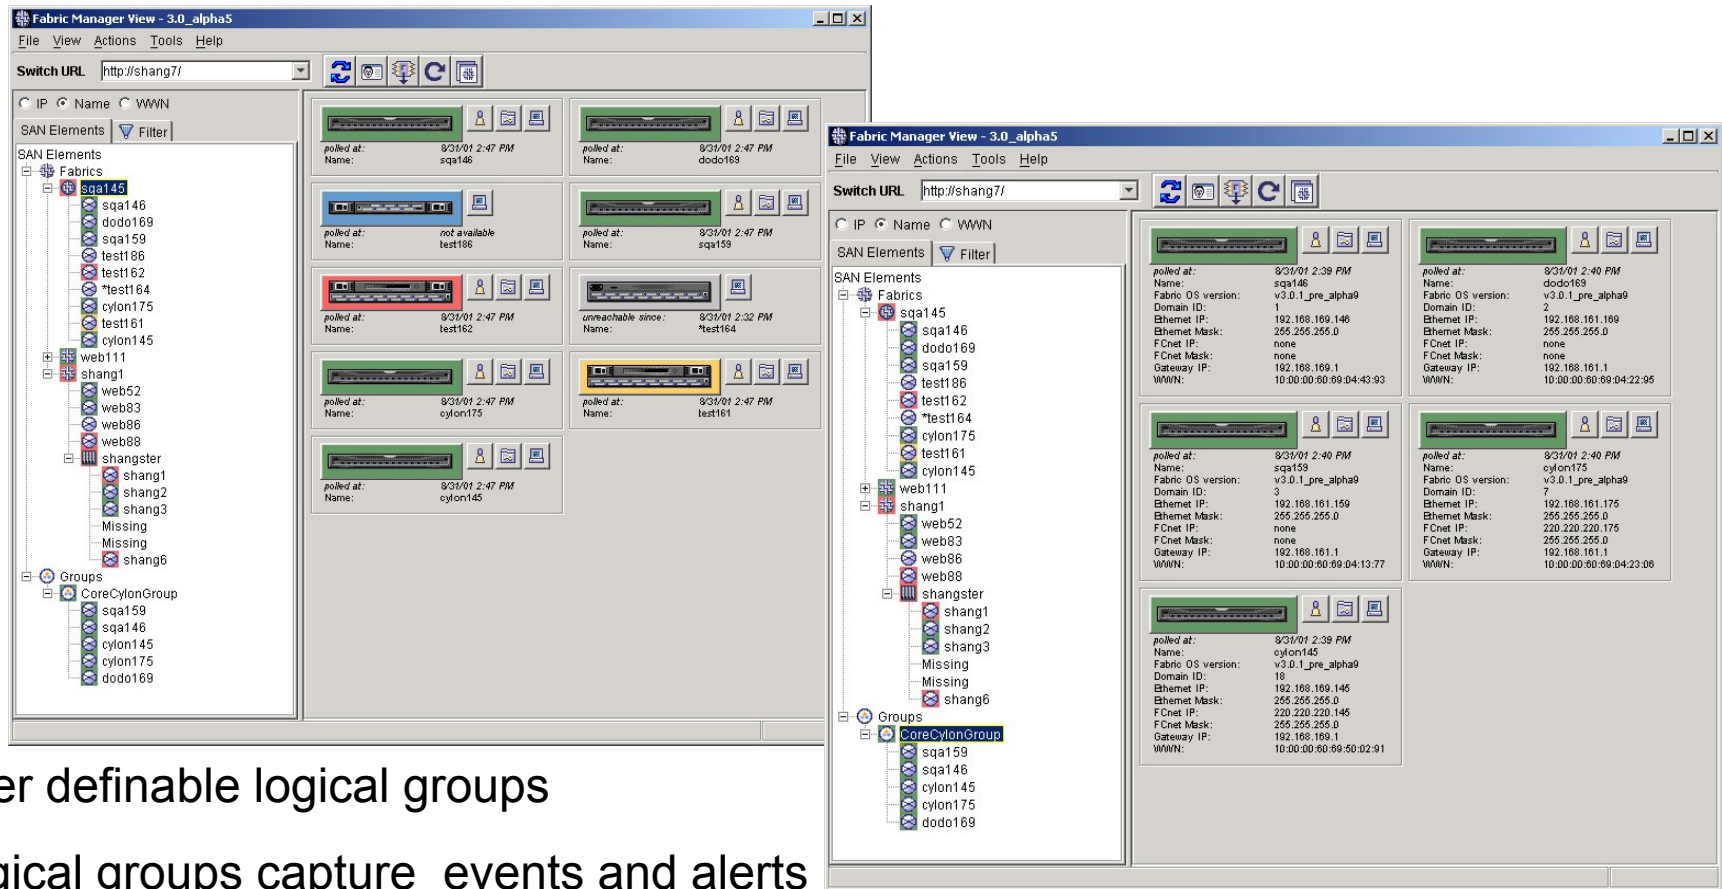 Fabric Manager View - 3.0_alpha5
File View Actions Tools Help
Switch URL http://shang7/
IP Name WWN
SAN Elements Filter
SAN Elements
Fabrics
sqa145
sqa146
dodo169
sqa159
test186
test162
*test164
cylon175
test161
cylon145
web111
shang1
web52
web83
web86
web88
shangster
shang1
shang2
shang3
Missing
Missing
shang6
Groups
CoreCylonGroup
sqa159
sqa146
cylon145
cylon175
dodo169
polled at: 8/31/01 2:47 PM
Name: sqa146
polled at: 8/31/01 2:47 PM
Name: dodo169
polled at: not available
Name: test186
polled at: 8/31/01 2:47 PM
Name: sqa159
polled at: 8/31/01 2:47 PM
Name: test162
unreachable since: 8/31/01 2:32 PM
Name: *test164
polled at: 8/31/01 2:47 PM
Name: cylon175
polled at: 8/31/01 2:47 PM
Name: test161
polled at: 8/31/01 2:47 PM
Name: cylon145
Fabric Manager View - 3.0_alpha5
File View Actions Tools Help
Switch URL http://shang7/
IP Name WWN
SAN Elements Filter
SAN Elements
Fabrics
sqa145
sqa146
dodo169
sqa159
test186
test162
*test164
cylon175
test161
cylon145
web111
shang1
web52
web83
web86
web88
shangster
shang1
shang2
shang3
Missing
Missing
shang6
Groups
CoreCylonGroup
sqa159
sqa146
cylon145
cylon175
dodo169
polled at: 8/31/01 2:39 PM
Name: sqa146
Fabric OS version: v3.0.1_pre_alpha9
Domain ID: 1
Ethernet IP: 192.168.169.146
Ethernet Mask: 255.255.255.0
FCnet IP: none
FCnet Mask: none
Gateway IP: 192.168.169.1
WWN: 10:00:00:60:69:04:43:93
polled at: 8/31/01 2:40 PM
Name: dodo169
Fabric OS version: v3.0.1_pre_alpha9
Domain ID: 2
Ethernet IP: 192.168.161.169
Ethernet Mask: 255.255.255.0
FCnet IP: none
FCnet Mask: none
Gateway IP: 192.168.161.1
WWN: 10:00:00:60:69:04:22:95
polled at: 8/31/01 2:40 PM
Name: sqa159
Fabric OS version: v3.0.1_pre_alpha9
Domain ID: 3
Ethernet IP: 192.168.161.159
Ethernet Mask: 255.255.255.0
FCnet IP: none
FCnet Mask: none
Gateway IP: 192.168.161.1
WWN: 10:00:00:60:69:04:13:77
polled at: 8/31/01 2:40 PM
Name: cylon175
Fabric OS version: v3.0.1_pre_alpha9
Domain ID: 7
Ethernet IP: 192.168.161.175
Ethernet Mask: 255.255.255.0
FCnet IP: 220.220.220.175
FCnet Mask: 255.255.255.0
Gateway IP: 192.168.161.1
WWN: 10:00:00:60:69:04:23:06
polled at: 8/31/01 2:39 PM
Name: cylon145
Fabric OS version: v3.0.1_pre_alpha9
Domain ID: 18
Ethernet IP: 192.168.169.145
Ethernet Mask: 255.255.255.0
FCnet IP: 220.220.220.145
FCnet Mask: 255.255.255.0
Gateway IP: 192.168.169.1
WWN: 10:00:00:60:69:50:02:91
er definable logical groups
gical groups capture events and alerts